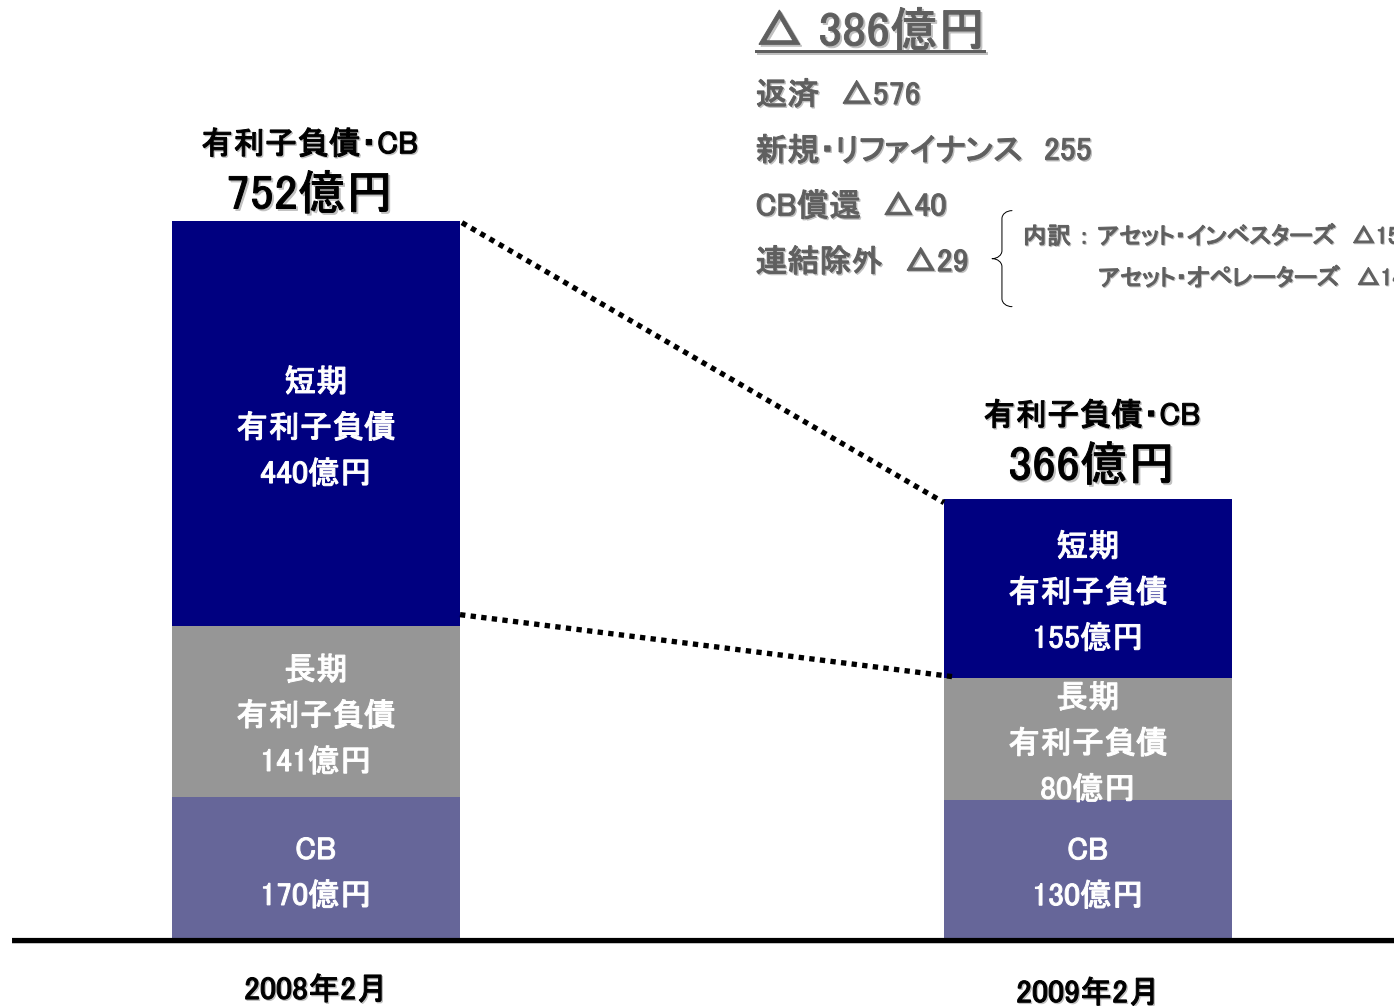 △ 386億円
返済 △576
新規・リファイナンス 255
CB償還 △40
連結除外 △29
内訳：アセット・インベスターズ △15
アセット・オペレーターズ △14
有利子負債・CB
752億円
短期
有利子負債
440億円
長期
有利子負債
141億円
CB
170億円
2008年2月
有利子負債・CB
366億円
短期
有利子負債
155億円
長期
有利子負債
80億円
CB
130億円
2009年2月